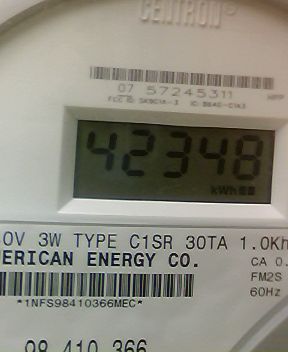 CENTRON®
07 57245311
42348
kWh
0V 3W TYPE C1SR 30TA 1.0Kh
ERICAN ENERGY CO.
CA 0.
FM2S
60Hz
*1NFS98410366MEC*
98 410 366